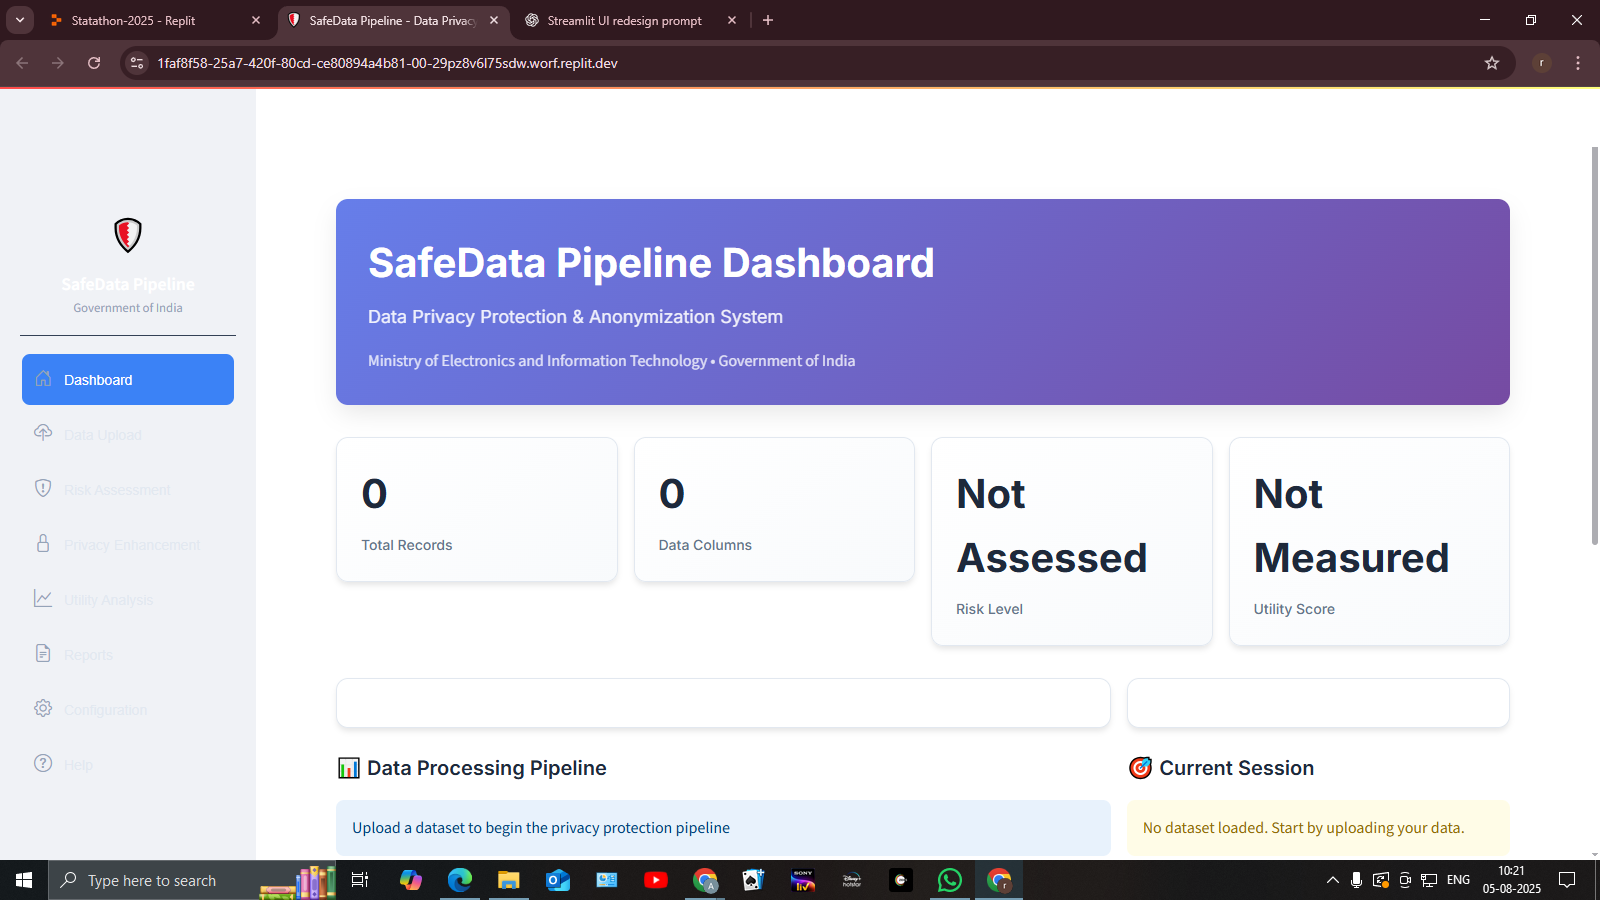 Statathon-2025 - Replit
SafeData Pipeline - Data Privac
Streamlit UI redesign prompt
1faf8f58-25a7-420f-80cd-ce80894a4b81-00-29pz8v6l75sdw.worf.replit.dev
r
SafeData Pipeline
Government of India
Dashboard
Data Upload
Risk Assessment
Privacy Enhancement
Utility Analysis
Reports
Configuration
Help
SafeData Pipeline Dashboard
Data Privacy Protection & Anonymization System
Ministry of Electronics and Information Technology • Government of India
0
Total Records
0
Data Columns
Not
Assessed
Risk Level
Not
Measured
Utility Score
Data Processing Pipeline
Upload a dataset to begin the privacy protection pipeline
Current Session
No dataset loaded. Start by uploading your data.
Type here to search
A
SONY
liv
Disney+
hotstar
r
ENG
10:21
05-08-2025